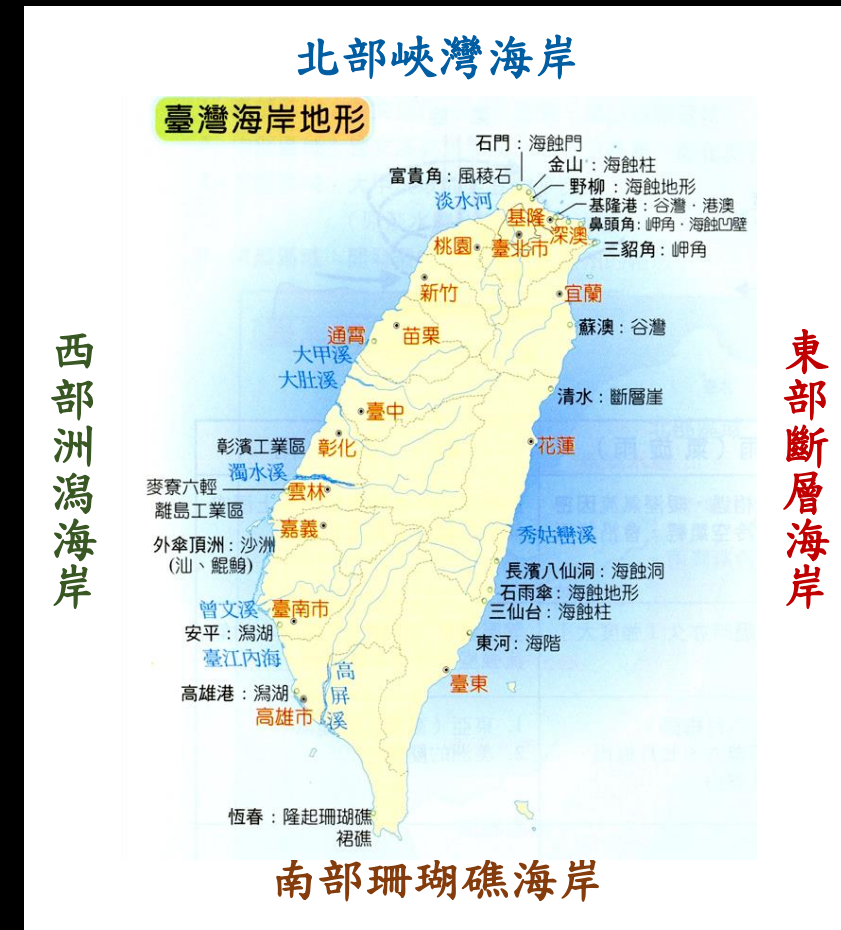 北部峽灣海岸
臺灣海岸地形
石門：海蝕門
金山：海蝕柱
富貴角：風稜石
野柳：海蝕地形
淡水河
基隆港：谷灣．港澳
基隆
鼻頭角：岬角．海蝕凹壁
深澳
桃園
臺北市
三貂角：岬角
新竹
宜蘭
通霄
苗栗
蘇澳：谷灣
大甲溪
大肚溪
清水：斷層崖
臺中
彰濱工業區
彰化
花蓮
濁水溪
麥寮六輕
雲林
離島工業區
嘉義
秀姑巒溪
外傘頂洲：沙洲
(汕、鯤鯓)
長濱八仙洞：海蝕洞
石雨傘：海蝕地形
曾文溪
臺南市
三仙台：海蝕柱
安平：潟湖
東河：海階
臺江內海
高屏溪
臺東
高雄港：潟湖
高雄市
恆春：隆起珊瑚礁
裙礁
西部洲潟海岸
東部斷層海岸
南部珊瑚礁海岸